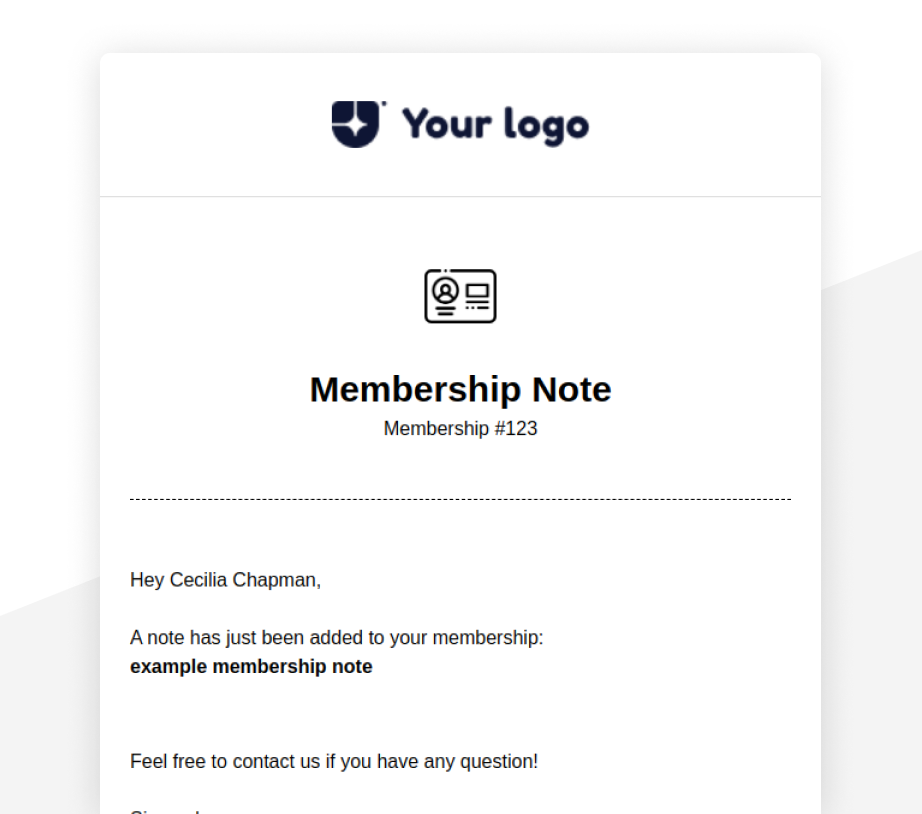 Your logo
Membership Note
Membership #123
Hey Cecilia Chapman,
A note has just been added to your membership:
example membership note
Feel free to contact us if you have any question!